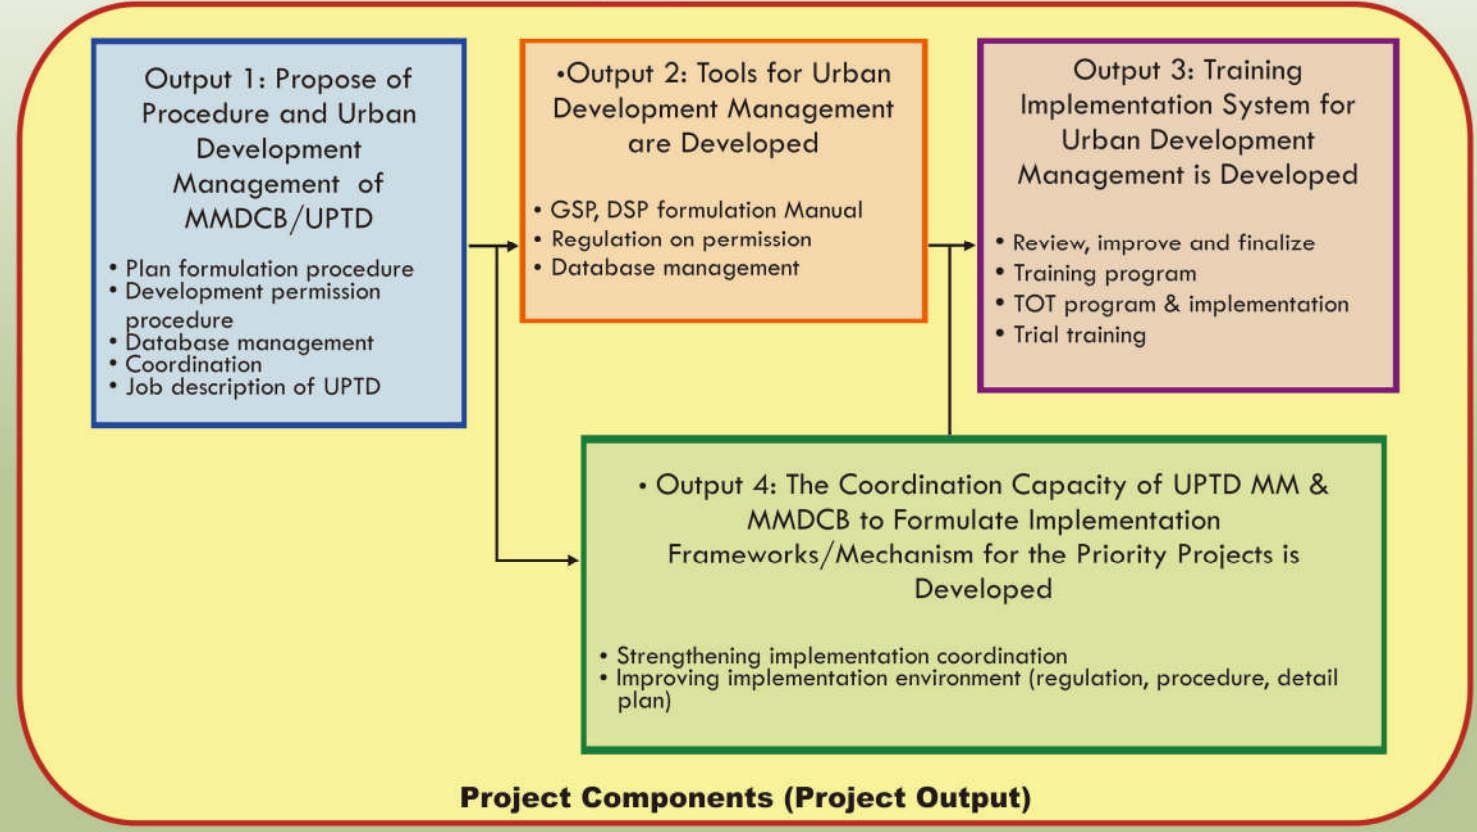 Output 1: Propose of
Procedure and Urban
Development
Management of
MMDCB/UPTD
• Plan formulation procedure
• Development permission
procedure
• Database management
• Coordination
• Job description of UPTD
•Output 2: Tools for Urban
Development Management
are Developed
• GSP, DSP formulation Manual
• Regulation on permission
• Database management
Output 3: Training
Implementation System for
Urban Development
Management is Developed
• Review, improve and finalize
• Training program
• TOT program & implementation
• Trial training
• Output 4: The Coordination Capacity of UPTD MM &
MMDCB to Formulate Implementation
Frameworks/Mechanism for the Priority Projects is
Developed
• Strengthening implementation coordination
• Improving implementation environment (regulation, procedure, detail
plan)
Project Components (Project Output)